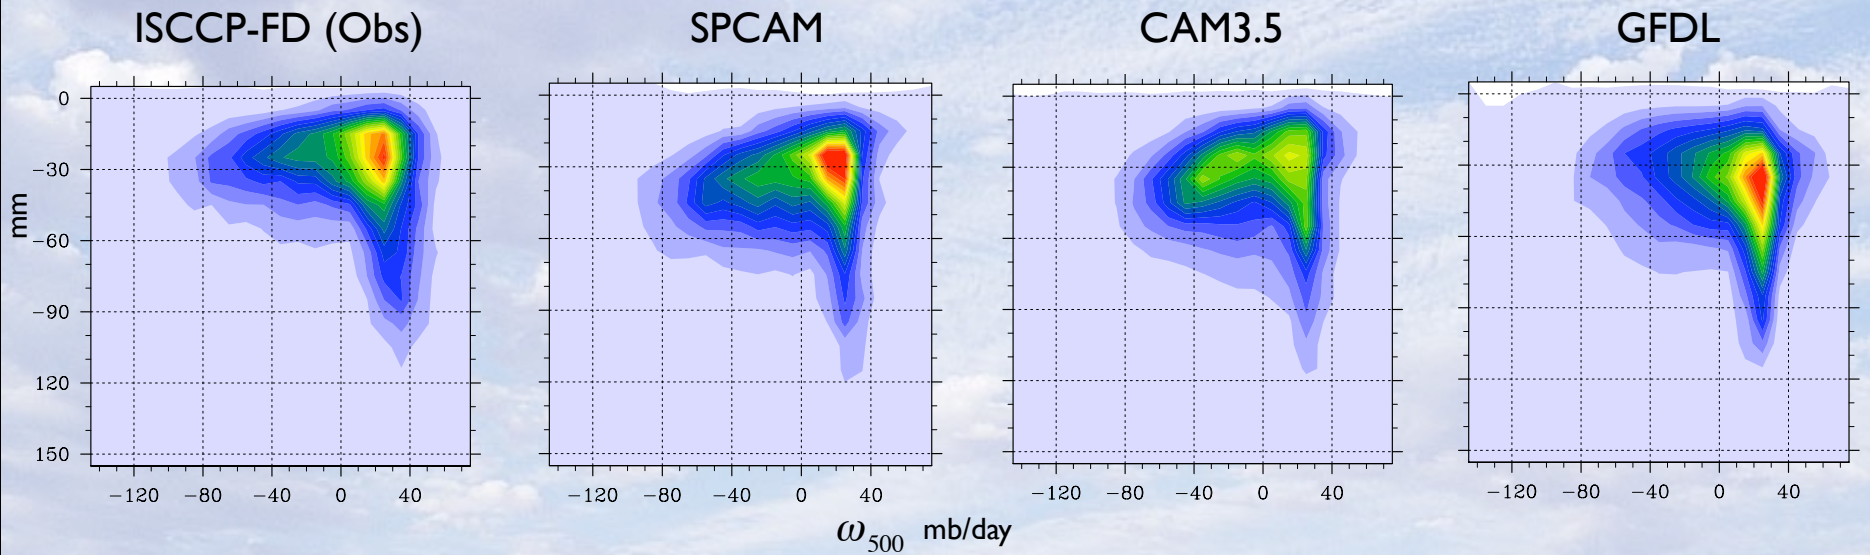 ISCCP-FD (Obs) SPCAM CAM3.5 GFDL
0
−30
−60
−90
120
150
mm
−120 −80 −40 0 40 −120 −80 −40 0 40 −120 −80 −40 0 40 −120 −80 −40 0 40
ω500 mb/day